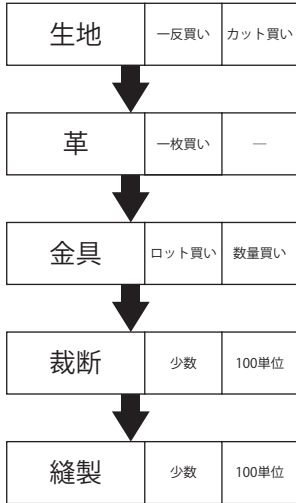 生地 一反買い カット買い
革 一枚買い —
金具 ロット買い 数量買い
裁断 少数 100単位
縫製 少数 100単位